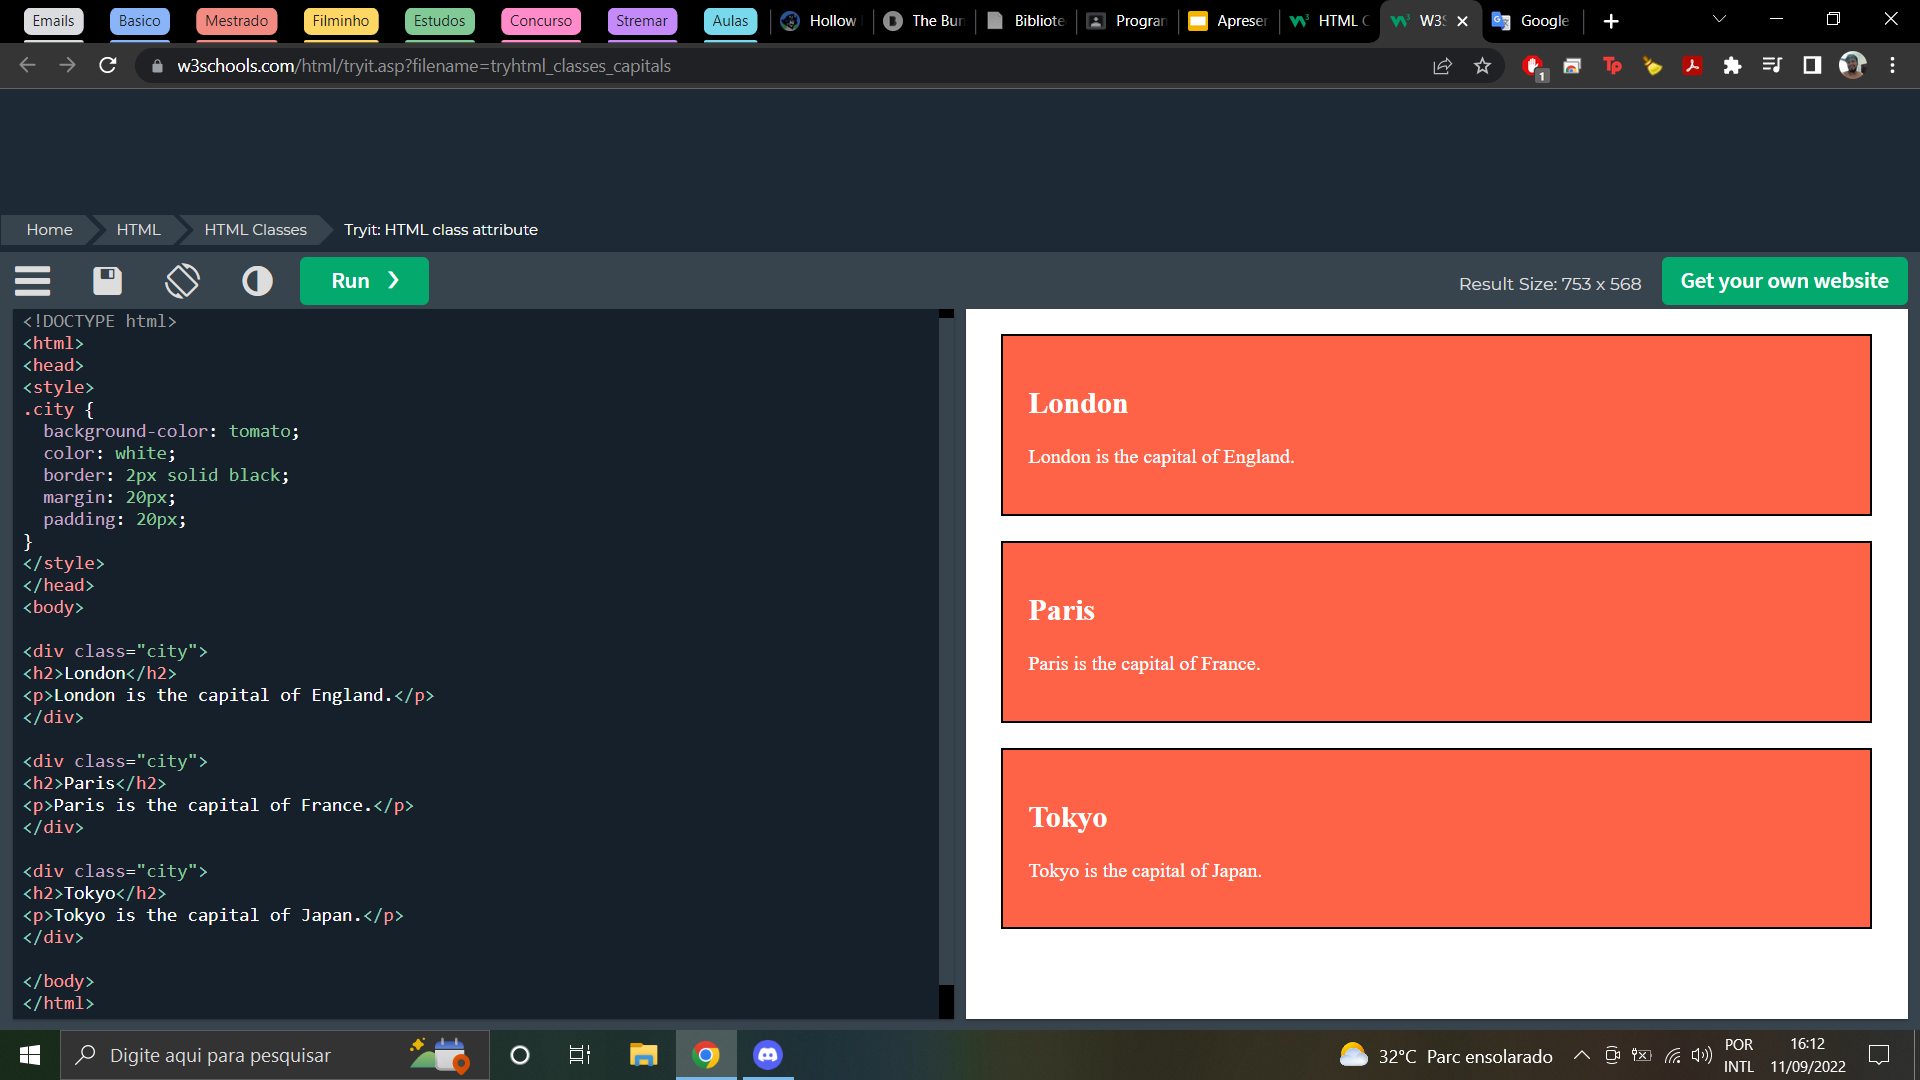 Emails Basico Mestrado Filminho Estudos Concurso Stremar Aulas Hollow The Bun Bibliote Program Apresen HTML C W3S Google
w3schools.com/html/tryit.asp?filename=tryhtml_classes_capitals
1
Home HTML HTML Classes Tryit: HTML class attribute
Run ❯ Result Size: 753 x 568 Get your own website
<!DOCTYPE html>
<html>
<head>
<style>
.city {
  background-color: tomato;
  color: white;
  border: 2px solid black;
  margin: 20px;
  padding: 20px;
}
</style>
</head>
<body>

<div class="city">
<h2>London</h2>
<p>London is the capital of England.</p>
</div>

<div class="city">
<h2>Paris</h2>
<p>Paris is the capital of France.</p>
</div>

<div class="city">
<h2>Tokyo</h2>
<p>Tokyo is the capital of Japan.</p>
</div>

</body>
</html>
London
London is the capital of England.
Paris
Paris is the capital of France.
Tokyo
Tokyo is the capital of Japan.
Digite aqui para pesquisar
32°C Parc ensolarado
POR
INTL
16:12
11/09/2022